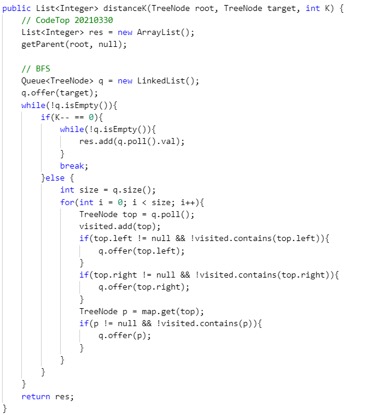 public List<Integer> distanceK(TreeNode root, TreeNode target, int K) {
// CodeTop 20210330
List<Integer> res = new ArrayList();
getParent(root, null);
// BFS
Queue<TreeNode> q = new LinkedList();
q.offer(target);
while(!q.isEmpty()){
if(K-- == 0){
while(!q.isEmpty()){
res.add(q.poll().val);
}
break;
}else {
int size = q.size();
for(int i = 0; i < size; i++){
TreeNode top = q.poll();
visited.add(top);
if(top.left != null && !visited.contains(top.left)){
q.offer(top.left);
}
if(top.right != null && !visited.contains(top.right)){
q.offer(top.right);
}
TreeNode p = map.get(top);
if(p != null && !visited.contains(p)){
q.offer(p);
}
}
}
}
return res;
}